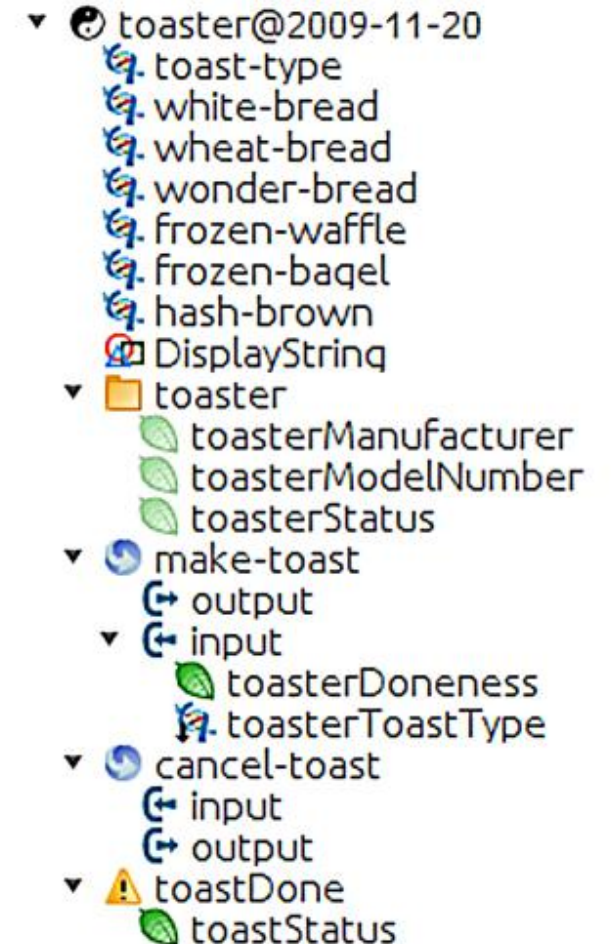 toaster@2009-11-20
toast-type
white-bread
wheat-bread
wonder-bread
frozen-waffle
frozen-bagel
hash-brown
DisplayString
toaster
toasterManufacturer
toasterModelNumber
toasterStatus
make-toast
output
input
toasterDoneness
toasterToastType
cancel-toast
input
output
toastDone
toastStatus